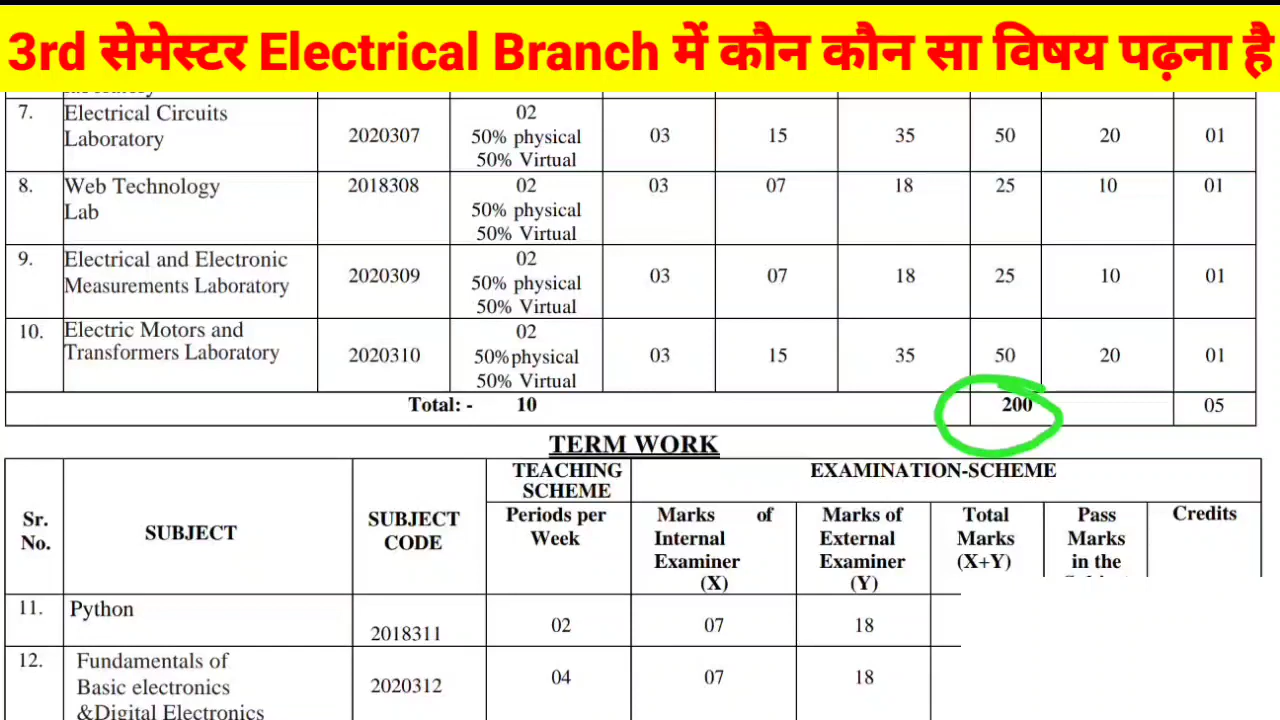 3rd सेमेस्टर Electrical Branch में कौन कौन सा विषय पढ़ना है
7. Electrical Circuits Laboratory 2020307 02 50% physical 50% Virtual 03 15 35 50 20 01
8. Web Technology Lab 2018308 02 50% physical 50% Virtual 03 07 18 25 10 01
9. Electrical and Electronic Measurements Laboratory 2020309 02 50% physical 50% Virtual 03 07 18 25 10 01
10. Electric Motors and Transformers Laboratory 2020310 02 50%physical 50% Virtual 03 15 35 50 20 01
Total: - 10 200 05
TERM WORK
TEACHING SCHEME EXAMINATION-SCHEME
Sr. No. SUBJECT SUBJECT CODE Periods per Week Marks of Internal Examiner (X) Marks of External Examiner (Y) Total Marks (X+Y) Pass Marks in the Credits
11. Python 2018311 02 07 18
12. Fundamentals of Basic electronics &Digital Electronics 2020312 04 07 18